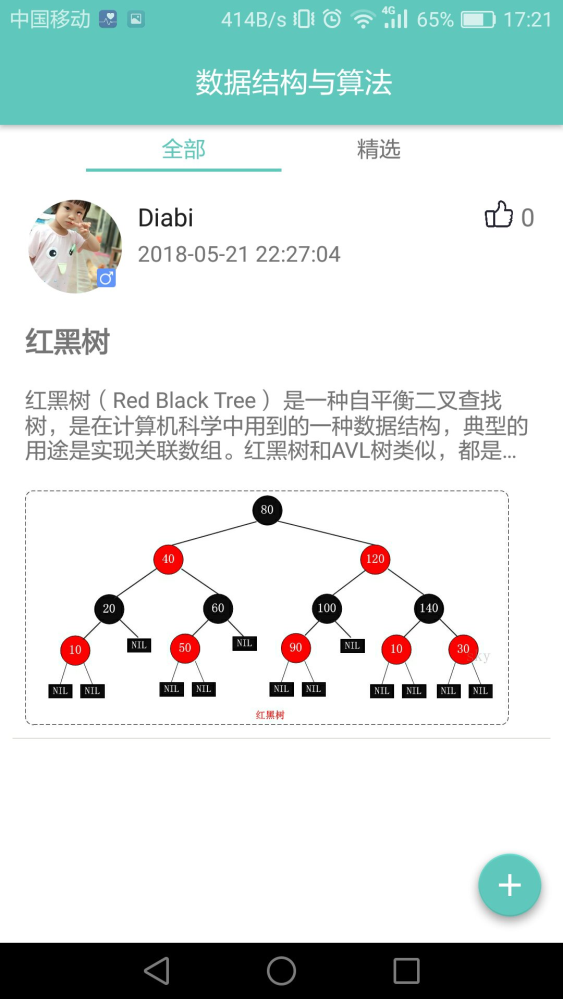 中国移动 414B/s 4G 65% 17:21
数据结构与算法
全部 精选
Diabi 0
2018-05-21 22:27:04
红黑树
红黑树（Red Black Tree）是一种自平衡二叉查找
树，是在计算机科学中用到的一种数据结构，典型的
用途是实现关联数组。红黑树和AVL树类似，都是...
80
40 120
20 60 100 140
NIL NIL NIL
10 50 90 10 30
NIL NIL NIL NIL NIL NIL NIL NIL NIL NIL
红黑树